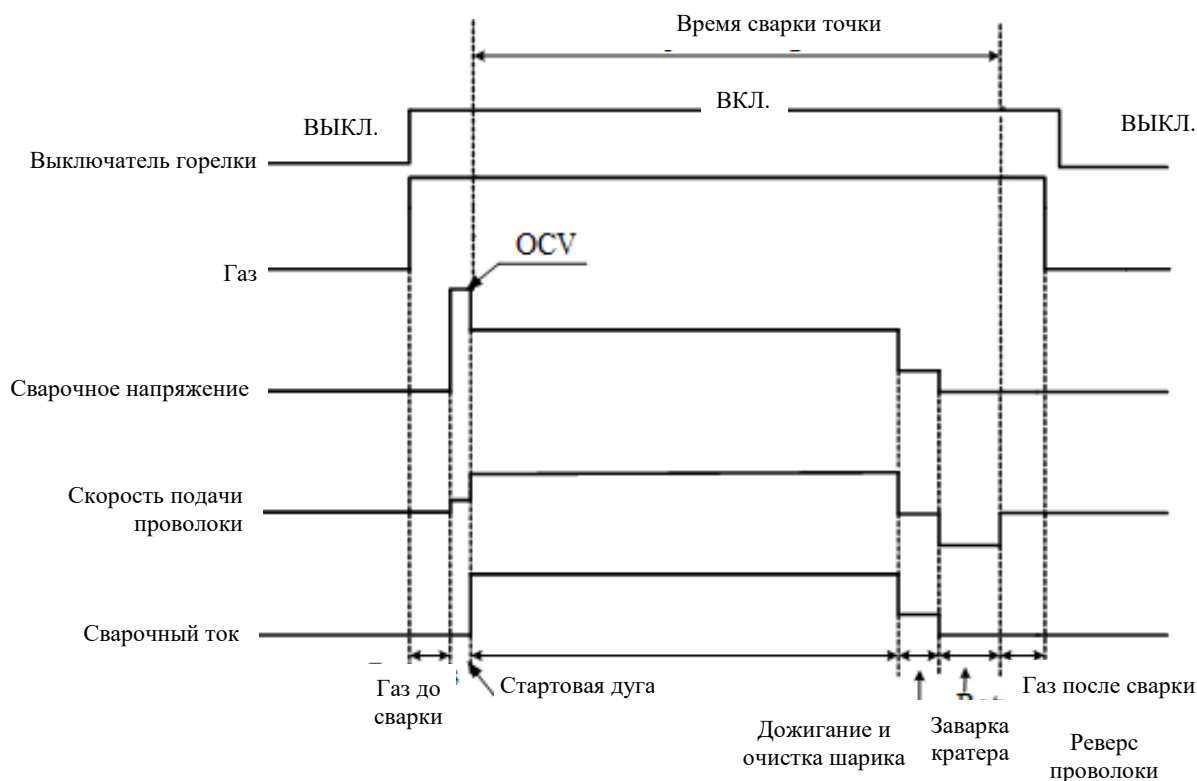 Время сварки точки
ВКЛ.
ВЫКЛ.
ВЫКЛ.
Выключатель горелки
OCV
Газ
Сварочное напряжение
Скорость подачи
проволоки
Сварочный ток
Газ до
сварки
Стартовая дуга
Газ после сварки
Дожигание и
очистка шарика
Заварка
кратера
Реверс
проволоки